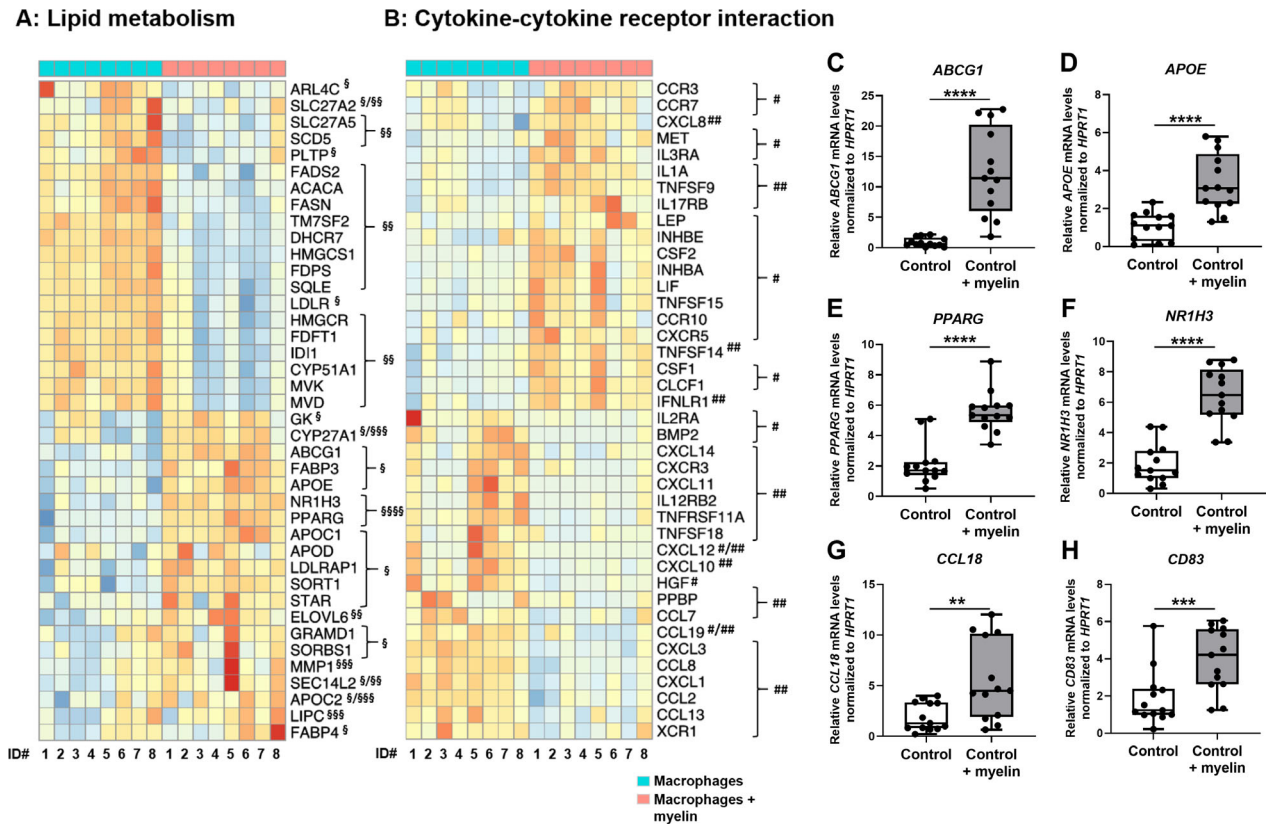 A: Lipid metabolism
ARL4C §
SLC27A2 §/§§
SLC27A5
SCD5
§§
PLTP §
FADS2
ACACA
FASN
TM7SF2
DHCR7
HMGCS1
FDPS
SQLE
§§
LDLR §
HMGCR
FDFT1
IDI1
CYP51A1
MVK
MVD
§§
GK §
CYP27A1 §/§§§
ABCG1
FABP3
APOE
§
NR1H3
PPARG
§§§§
APOC1
APOD
LDLRAP1
SORT1
STAR
§
ELOVL6 §§
GRAMD1
SORBS1
§
MMP1 §§§
SEC14L2 §/§§
APOC2 §/§§§
LIPC §§§
FABP4 §
ID# 1 2 3 4 5 6 7 8 1 2 3 4 5 6 7 8
B: Cytokine-cytokine receptor interaction
CCR3
CCR7
#
CXCL8 ##
MET
IL3RA
#
IL1A
TNFSF9
IL17RB
##
LEP
INHBE
CSF2
INHBA
LIF
TNFSF15
CCR10
CXCR5
#
TNFSF14 ##
CSF1
CLCF1
#
IFNLR1 ##
IL2RA
BMP2
#
CXCL14
CXCR3
CXCL11
IL12RB2
TNFRSF11A
TNFSF18
##
CXCL12 #/##
CXCL10 ##
HGF #
PPBP
CCL7
##
CCL19 #/##
CXCL3
CCL8
CXCL1
CCL2
CCL13
XCR1
##
ID# 1 2 3 4 5 6 7 8 1 2 3 4 5 6 7 8
Macrophages
Macrophages +
myelin
C
ABCG1
****
Relative ABCG1 mRNA levels
normalized to HPRT1
25
20
15
10
5
0
Control
Control
+ myelin
D
APOE
****
Relative APOE mRNA levels
normalized to HPRT1
8
6
4
2
0
Control
Control
+ myelin
E
PPARG
****
Relative PPARG mRNA levels
normalized to HPRT1
10
8
6
4
2
0
Control
Control
+ myelin
F
NR1H3
****
Relative NR1H3 mRNA levels
normalized to HPRT1
10
8
6
4
2
0
Control
Control
+ myelin
G
CCL18
**
Relative CCL18 mRNA levels
normalized to HPRT1
15
10
5
0
Control
Control
+ myelin
H
CD83
***
Relative CD83 mRNA levels
normalized to HPRT1
8
6
4
2
0
Control
Control
+ myelin